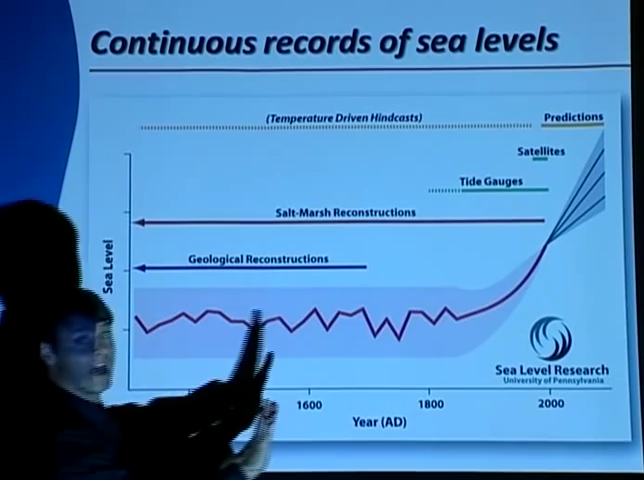 Continuous records of sea levels
(Temperature Driven Hindcasts)
Predictions
Satellites
Tide Gauges
Salt-Marsh Reconstructions
Geological Reconstructions
Sea Level
Sea Level Research
University of Pennsylvania
1600
1800
2000
Year (AD)